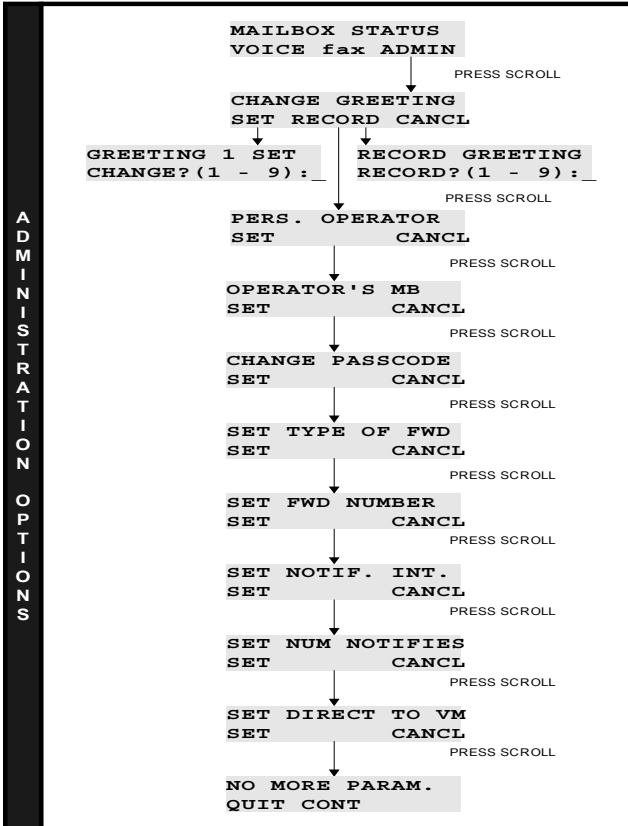 ADMINISTRATION OPTIONS
MAILBOX STATUS
VOICE fax ADMIN
PRESS SCROLL
CHANGE GREETING
SET RECORD CANCL
GREETING 1 SET
CHANGE?(1 - 9):_
RECORD GREETING
RECORD?(1 - 9):_
PRESS SCROLL
PERS. OPERATOR
SET CANCL
PRESS SCROLL
OPERATOR'S MB
SET CANCL
PRESS SCROLL
CHANGE PASSCODE
SET CANCL
PRESS SCROLL
SET TYPE OF FWD
SET CANCL
PRESS SCROLL
SET FWD NUMBER
SET CANCL
PRESS SCROLL
SET NOTIF. INT.
SET CANCL
PRESS SCROLL
SET NUM NOTIFIES
SET CANCL
PRESS SCROLL
SET DIRECT TO VM
SET CANCL
PRESS SCROLL
NO MORE PARAM.
QUIT CONT